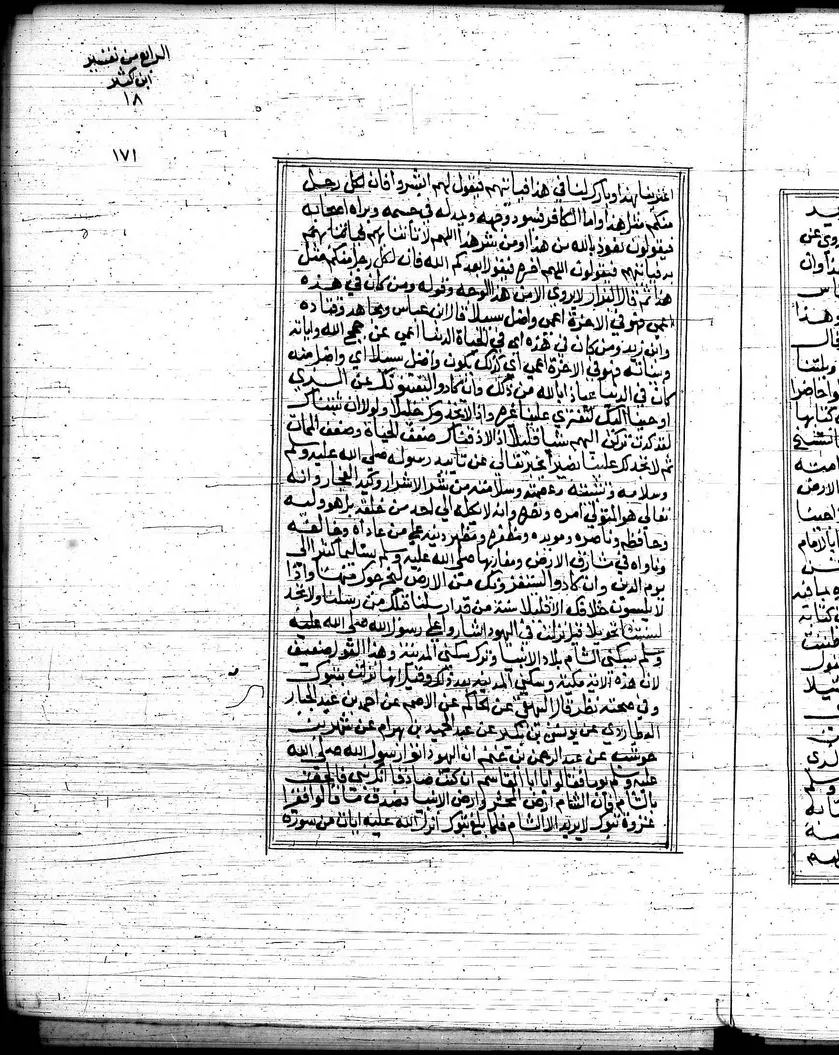 الرابع من تفسير
ابن كثير
١٨
١٧١
اعزز بنا بهذا وبارك لنا في هذا فياتيهم فيقول لهم ابشروا فان لكل رجل
منكم مثل هذا واما الكافر فيسود وجهه ويمد له في جسمه ويراه اصحابه
فيقولون نعوذ بالله من هذا او من شر هذا اللهم لا تأتنا بهذا فياتيهم
فيقولون اللهم اخزه فيقول ابعدكم الله فان لكل رجل منكم مثل
هذا ثم قال البزار لا يروى الا من هذا الوجه وقوله ومن كان في هذه
اعمى فهو في الاخرة اعمى واضل سبيلا قال ابن عباس ومجاهد وقتادة
وابن زيد ومن كان في هذه اي في الحياة الدنيا اعمى عن حجج الله واياته
وبيناته فهو في الاخرة اعمى اي كذلك يكون واضل سبيلا اي واضل منه
كان في الدنيا عياذا بالله من ذلك وان كادوا ليفتنونك عن الذي
اوحينا اليك لتفتري علينا غيره واذا لاتخذوك خليلا ولولا ان ثبتناك
لقد كدت تركن اليهم شيئا قليلا اذا لاذقناك ضعف الحياة وضعف الممات
ثم لا تجد لك علينا نصيرا يخبر تعالى عن تاييد رسوله صلى الله عليه وسلم
وسلامه وتثبيته وعصمته وسلامته من شر الاشرار وكيد الفجار وانه
تعالى هو المتولي امره ونصره وانه لا يكله الى احد من خلقه بل هو وليه
وحافظه وناصره ومويده ومظفره ومظهر دينه على من عاداه وخالفه
وناواه في مشارق الارض ومغاربها صلى الله عليه وسلم تسليما كثيرا الى
يوم الدين وان كادوا ليستفزونك من الارض ليخرجوك منها واذا
لا يلبثون خلافك الا قليلا سنة من قد ارسلنا قبلك من رسلنا ولا تجد
لسنتنا تحويلا قيل نزلت في اليهود اذ اشاروا على رسول الله صلى الله عليه
وسلم بسكنى الشام بلاد الانبيا وترك سكنى المدينة وهذا القول ضعيف
لان هذه الاية مكية وسكنى المدينة بعد ذلك وقيل انها نزلت بتبوك
وفي صحته نظر قال البيهقي عن الحاكم عن الاصم عن احمد بن عبد الجبار
العطاردي عن يونس بن بكير عن عبد الحميد بن بهرام عن شهر بن
حوشب عن عبد الرحمن بن غنم ان اليهود اتوا رسول الله صلى الله
عليه وسلم يوما فقالوا يا ابا القاسم ان كنت صادقا انك نبي فالحق
بالشام فان الشام ارض المحشر وارض الانبيا فصدق ما قالوا فغزا
غزوة تبوك لا يريد الا الشام فلما بلغ تبوك انزل الله عليه ايات من سورة